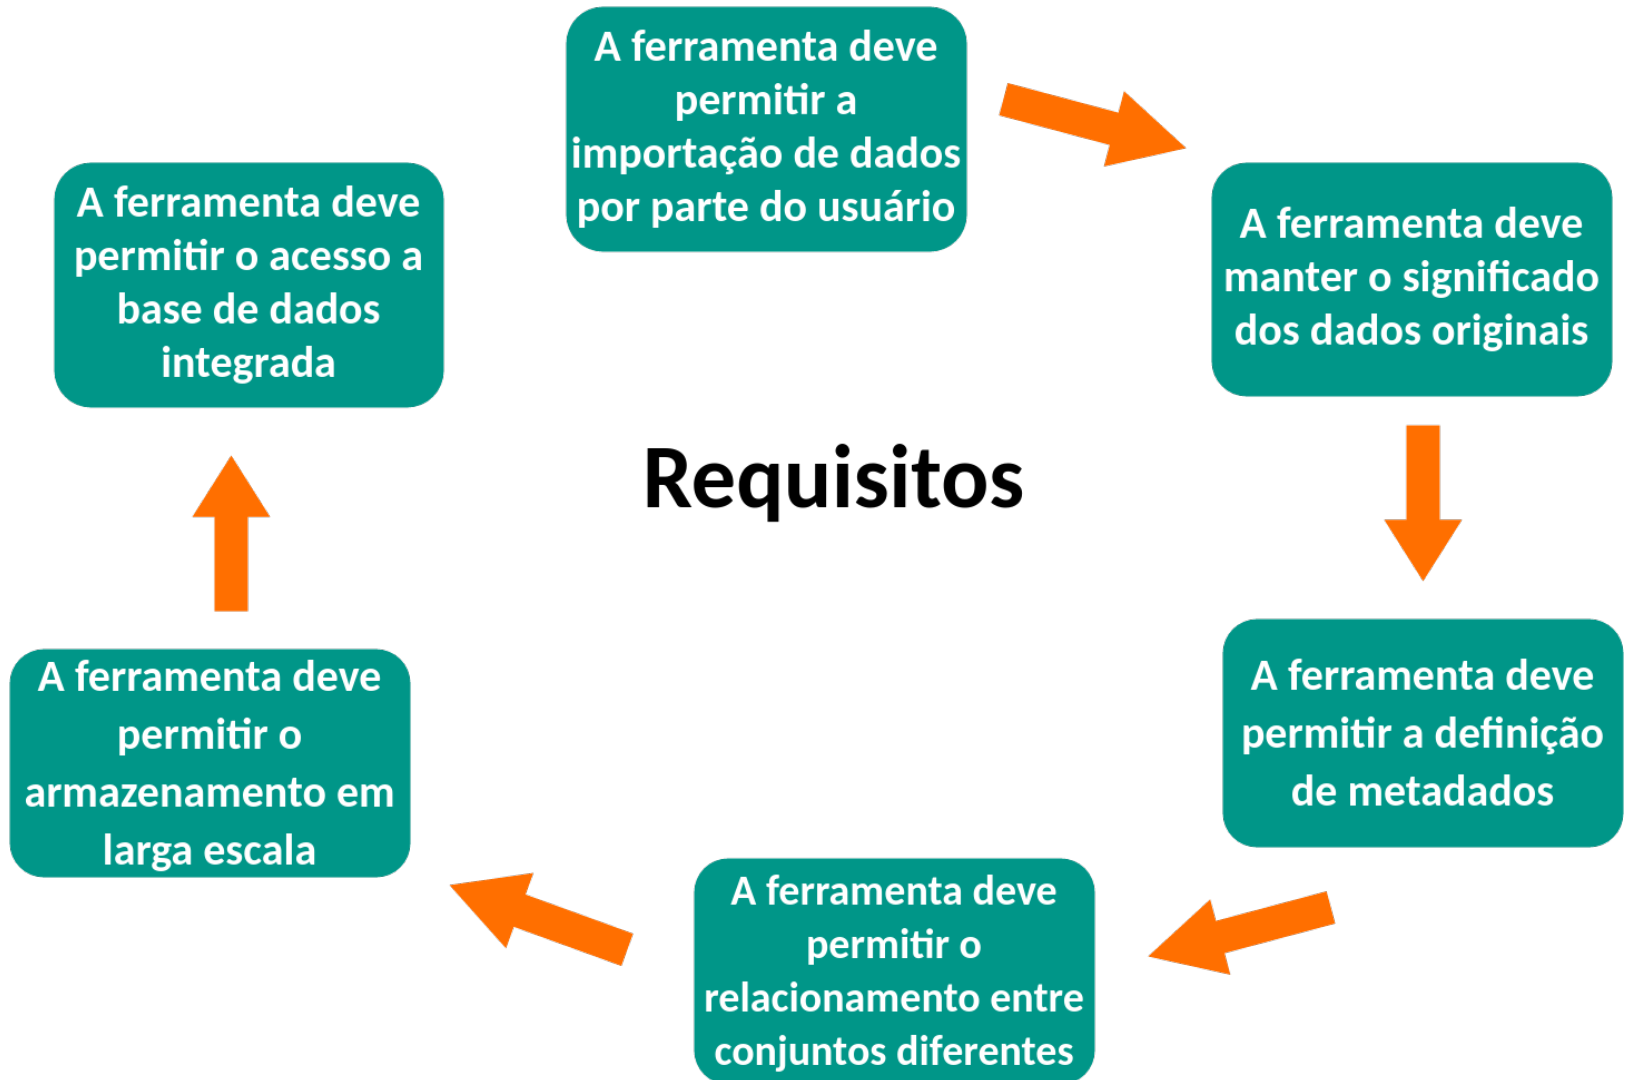 A ferramenta deve
permitir a
importação de dados
por parte do usuário
A ferramenta deve
manter o significado
dos dados originais
A ferramenta deve
permitir a definição
de metadados
A ferramenta deve
permitir o
relacionamento entre
conjuntos diferentes
A ferramenta deve
permitir o
armazenamento em
larga escala
A ferramenta deve
permitir o acesso a
base de dados
integrada
Requisitos